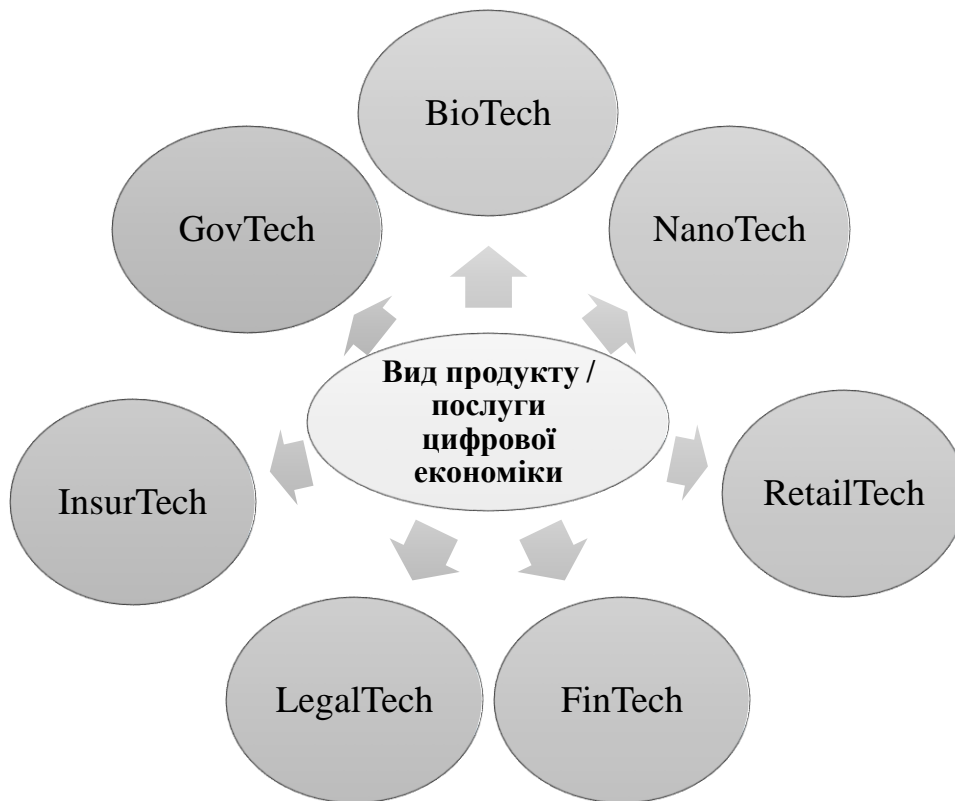 BioTech
GovTech
NanoTech
Вид продукту /
послуги
цифрової
економіки
InsurTech
RetailTech
LegalTech
FinTech